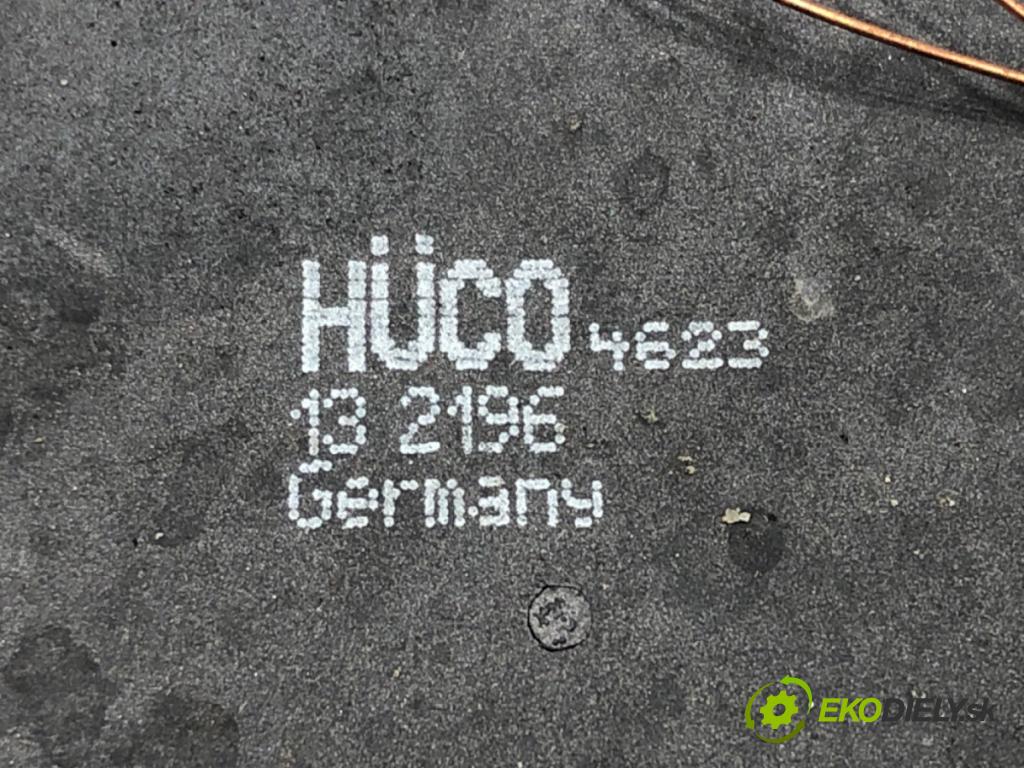 HÜCO 4623
13 2196
Germany
EKODIELY.sk